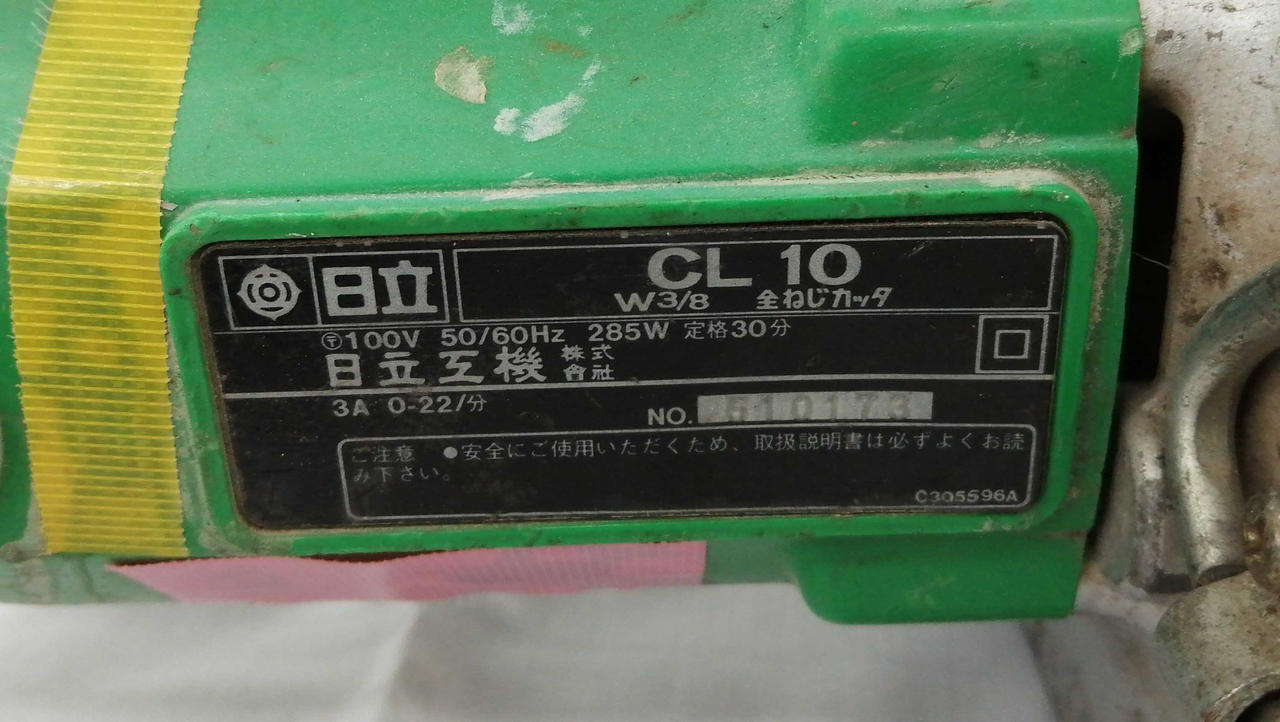 日立
CL 10
W3/8 全ねじカッタ
〒100V 50/60Hz 285W 定格30分
日立工機 株式會社
3A 0-22/分
NO. 610173
ご注意 ●安全にご使用いただくため、取扱説明書は必ずよくお読
み下さい。
C305596A